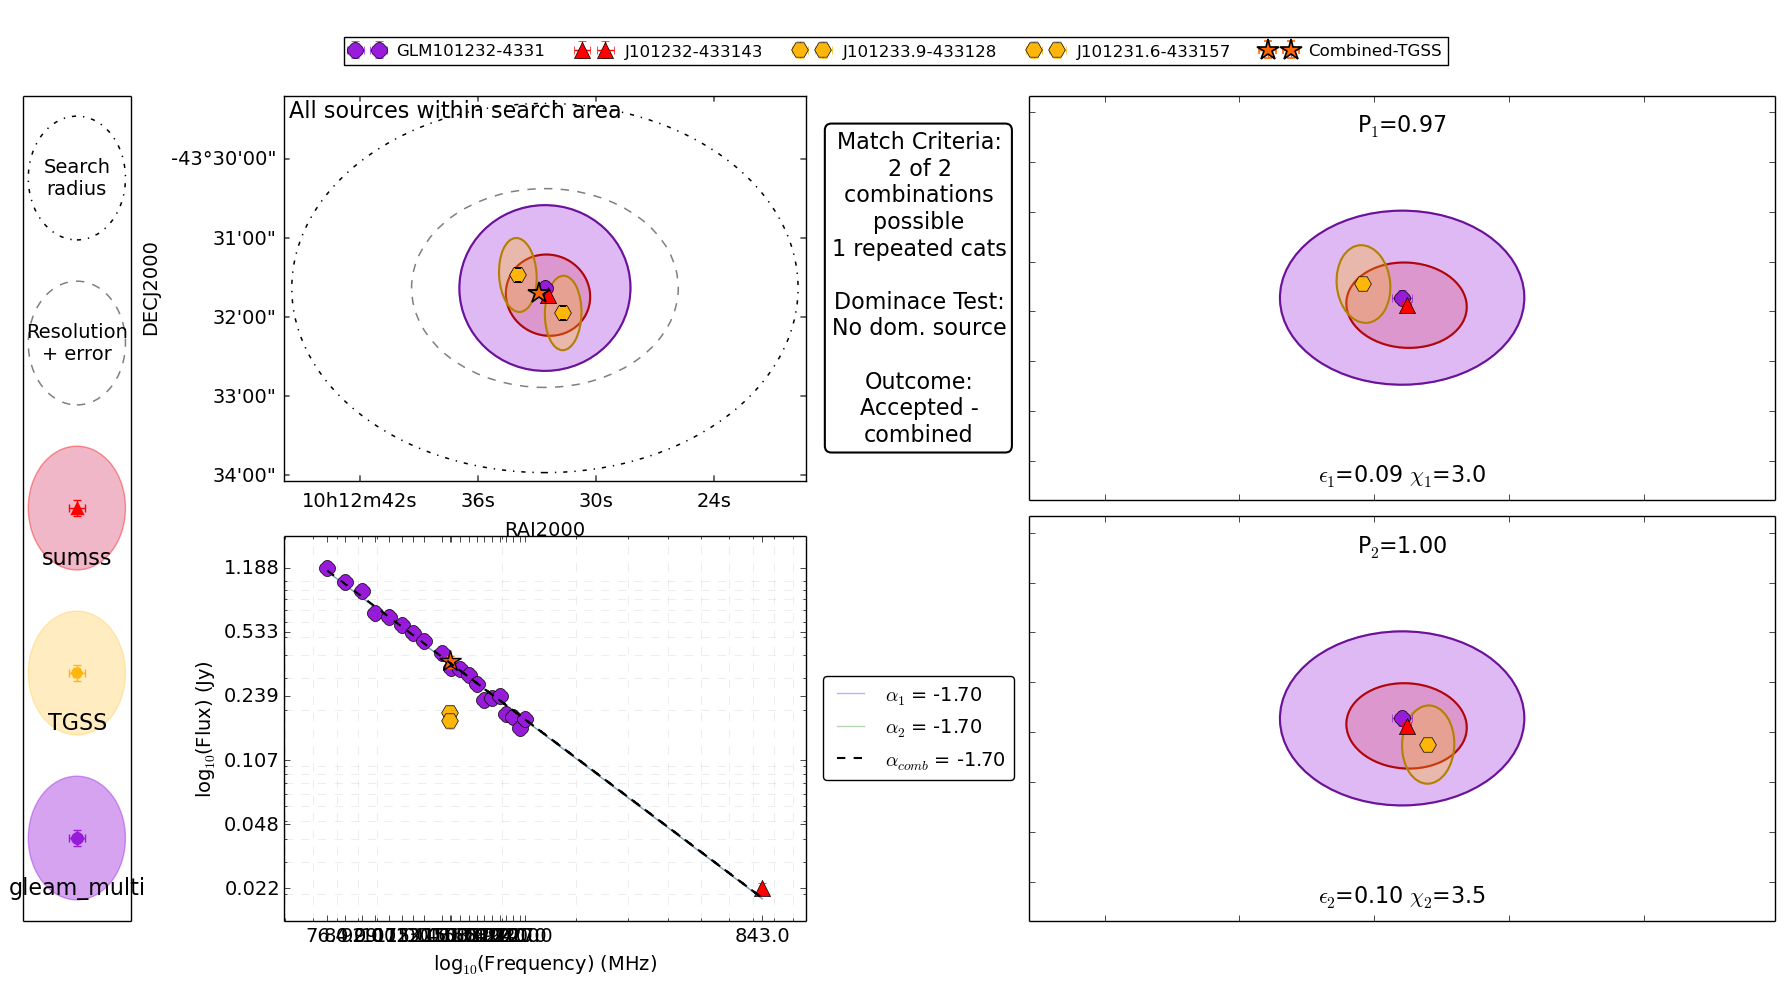 GLM101232-4331
J101232-433143
J101233.9-433128
J101231.6-433157
Combined-TGSS
Search
radius
Resolution
+ error
sumss
TGSS
gleam_multi
All sources within search area
DECJ2000
-43°30'00"
31'00"
32'00"
33'00"
34'00"
10h12m42s
36s
30s
24s
RAJ2000
Match Criteria:
2 of 2
combinations
possible
1 repeated cats
Dominace Test:
No dom. source
Outcome:
Accepted -
combined
P1=0.97
ϵ1=0.09 χ1=3.0
P2=1.00
ϵ2=0.10 χ2=3.5
log10(Flux) (Jy)
1.188
0.533
0.239
0.107
0.048
0.022
843.0
log10(Frequency) (MHz)
α1 = -1.70
α2 = -1.70
αcomb = -1.70